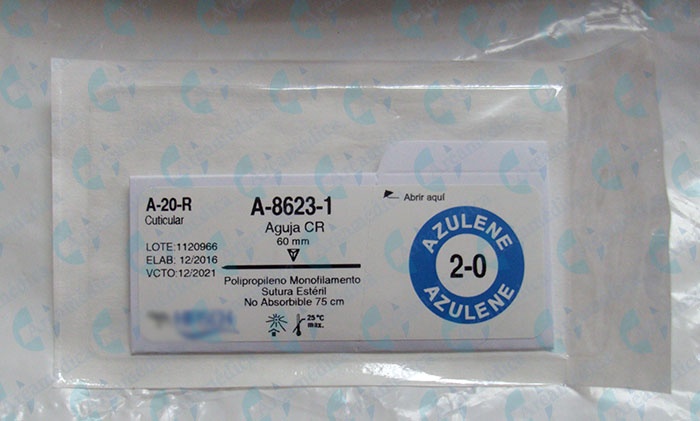 A-20-R
Cuticular
LOTE:1120966
ELAB: 12/2016
VCTO:12/2021
A-8623-1
Aguja CR
60 mm
Polipropileno Monofilamento
Sutura Estéril
No Absorbible 75 cm
25°C
max.
Abrir aquí
AZULENE
2-0
AZULENE